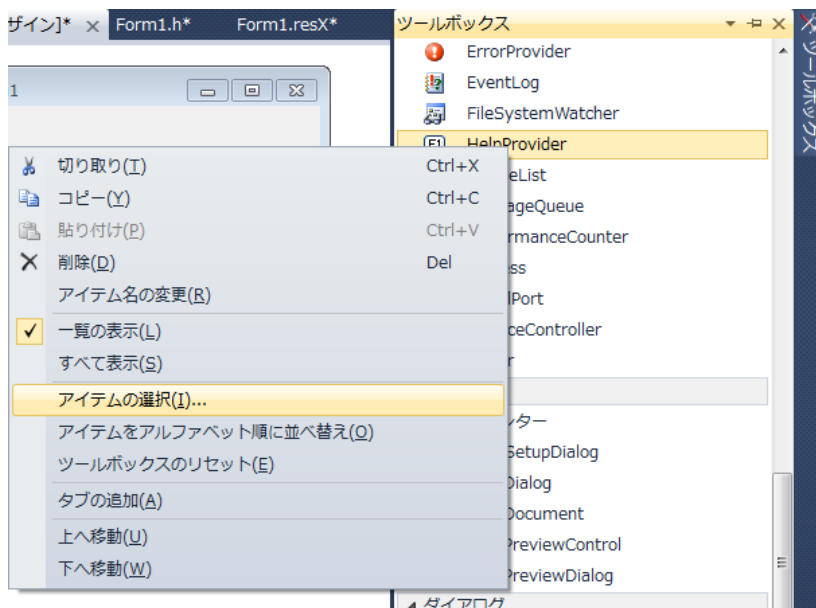 ザイン]* × Form1.h* Form1.resX*
ツールボックス
ErrorProvider
EventLog
FileSystemWatcher
HelpProvider
eList
ageQueue
rmanceCounter
ss
lPort
ceController
r
ンター
SetupDialog
Dialog
Document
PreviewControl
PreviewDialog
ダイアログ
ツールボックス
1
切り取り(T) Ctrl+X
コピー(Y) Ctrl+C
貼り付け(P) Ctrl+V
削除(D) Del
アイテム名の変更(R)
一覧の表示(L)
すべて表示(S)
アイテムの選択(I)...
アイテムをアルファベット順に並べ替え(O)
ツールボックスのリセット(E)
タブの追加(A)
上へ移動(U)
下へ移動(W)